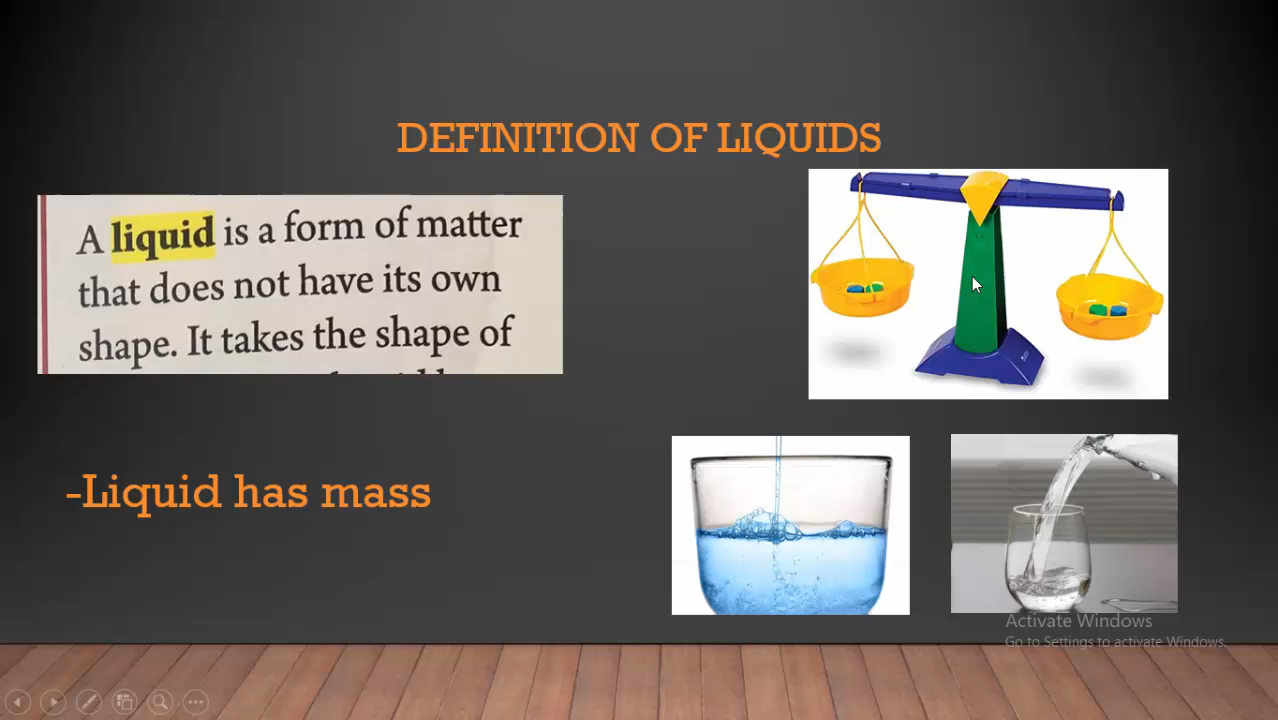 DEFINITION OF LIQUIDS
A liquid is a form of matter
that does not have its own
shape. It takes the shape of
-Liquid has mass
Activate Windows
Go to Settings to activate Windows.